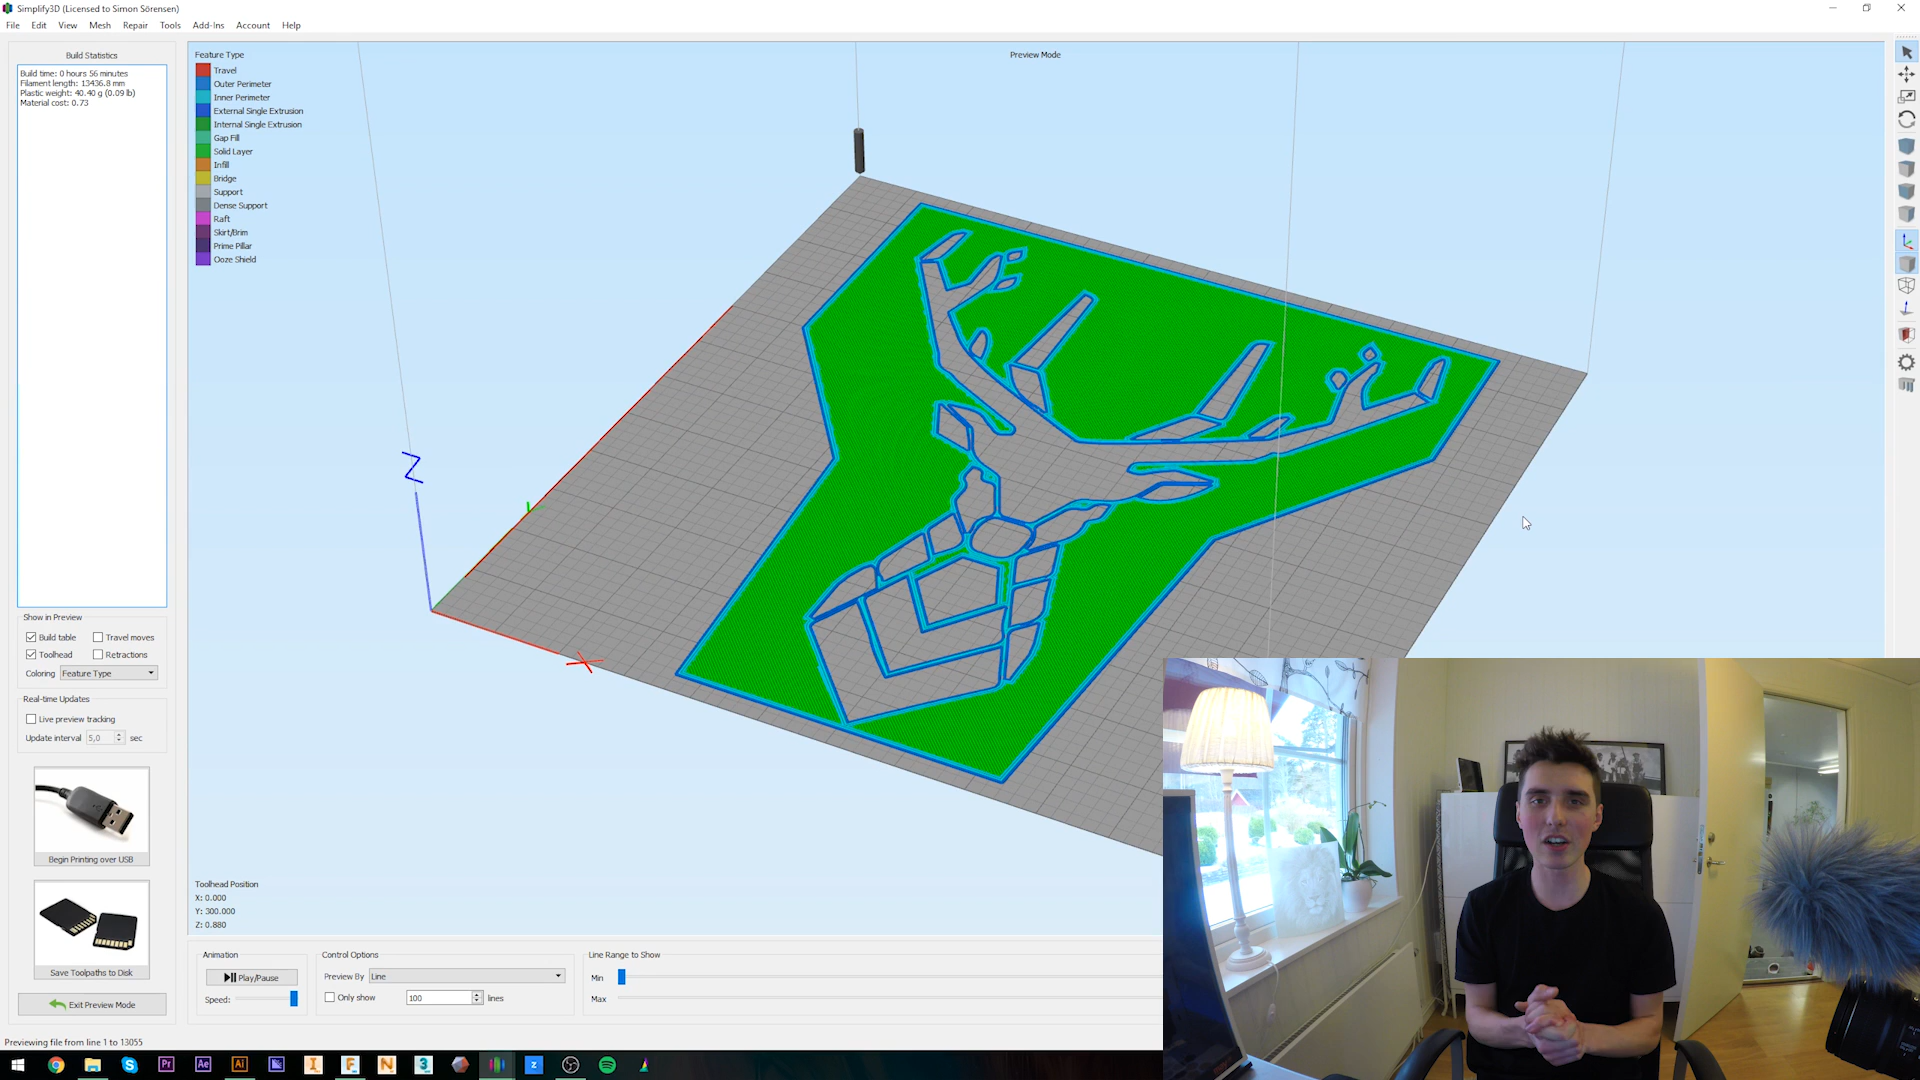 Simplify3D (Licensed to Simon Sörensen)
File Edit View Mesh Repair Tools Add-Ins Account Help
Build Statistics
Build time: 0 hours 56 minutes
Filament length: 13436.8 mm
Plastic weight: 40.40 g (0.09 lb)
Material cost: 0.73
Feature Type
Travel
Outer Perimeter
Inner Perimeter
External Single Extrusion
Internal Single Extrusion
Gap Fill
Solid Layer
Infill
Bridge
Support
Dense Support
Raft
Skirt/Brim
Prime Pillar
Ooze Shield
Preview Mode
Z
Y
X
Show in Preview
Build table Travel moves
Toolhead Retractions
Coloring Feature Type
Real-time Updates
Live preview tracking
Update interval 5,0 sec
Begin Printing over USB
Save Toolpaths to Disk
Exit Preview Mode
Toolhead Position
X: 0.000
Y: 300.000
Z: 0.880
Animation
Play/Pause
Speed:
Control Options
Preview By Line
Only show 100 lines
Line Range to Show
Min
Max
Previewing file from line 1 to 13055
Pr Ae Ai I F N 3 z